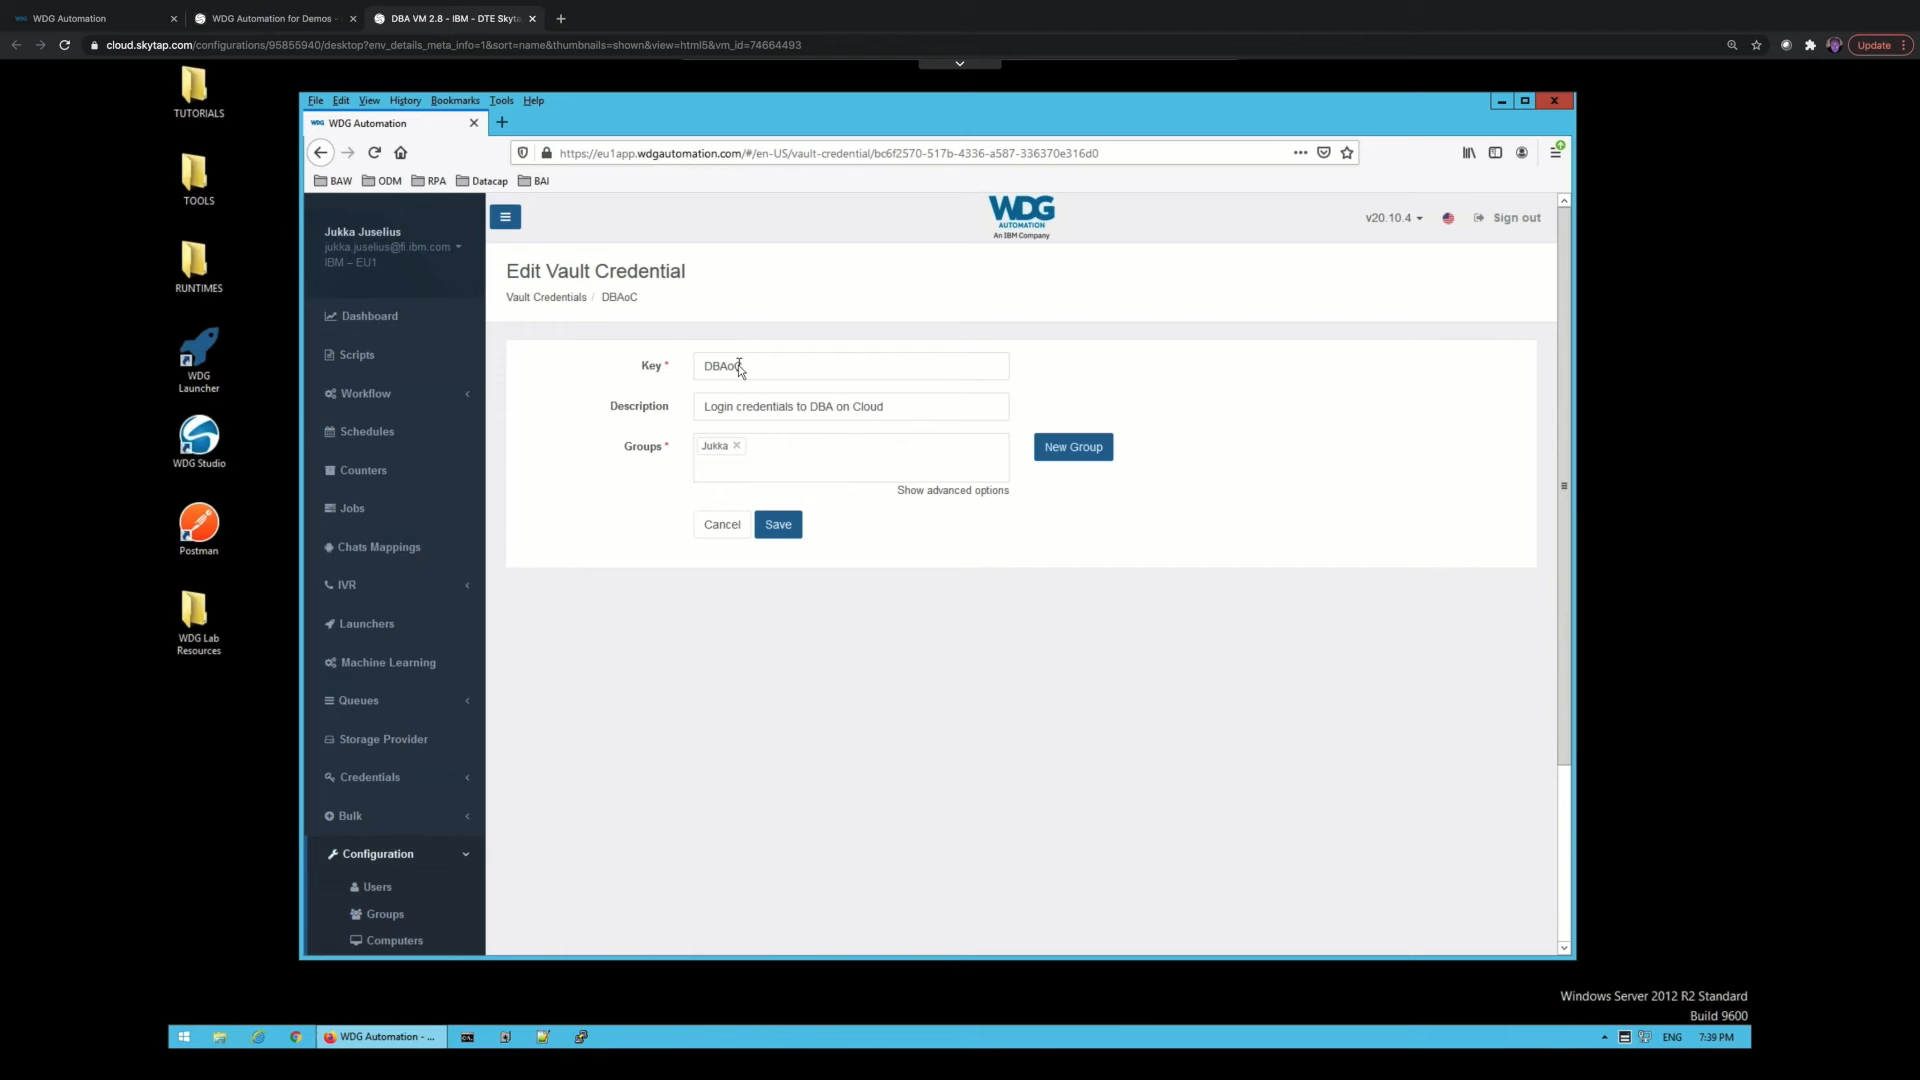 WDG Automation
WDG Automation for Demos -
DBA VM 2.8 - IBM - DTE Skyta
cloud.skytap.com/configurations/95855940/desktop?env_details_meta_info=1&sort=name&thumbnails=shown&view=html5&vm_id=74664493
Update
TUTORIALS
TOOLS
RUNTIMES
WDG
Launcher
WDG Studio
Postman
WDG Lab
Resources
File Edit View History Bookmarks Tools Help
WDG Automation
https://eu1app.wdgautomation.com/#/en-US/vault-credential/bc6f2570-517b-4336-a587-336370e316d0
BAW ODM RPA Datacap BAI
Jukka Juselius
jukka.juselius@fi.ibm.com
IBM – EU1
Dashboard
Scripts
Workflow
Schedules
Counters
Jobs
Chats Mappings
IVR
Launchers
Machine Learning
Queues
Storage Provider
Credentials
Bulk
Configuration
Users
Groups
Computers
WDG
AUTOMATION
An IBM Company
v20.10.4
Sign out
Edit Vault Credential
Vault Credentials / DBAoC
Key * DBAoC
Description Login credentials to DBA on Cloud
Groups * Jukka New Group
Show advanced options
Cancel Save
Windows Server 2012 R2 Standard
Build 9600
WDG Automation - ...
ENG 7:39 PM